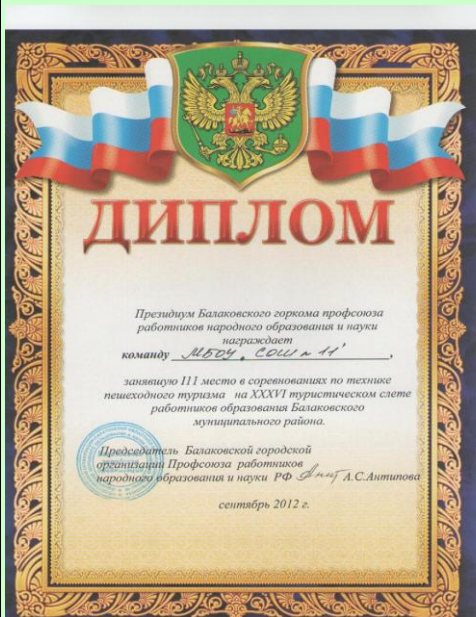 ДИПЛОМ
Президиум Балаковского горкома профсоюза
работников народного образования и науки
награждает
команду МБОУ СОШ № 11 ,
занявшую III место в соревнованиях по технике
пешеходного туризма на XXXVI туристическом слете
работников образования Балаковского
муниципального района.
Председатель Балаковской городской
организации Профсоюза работников
народного образования и науки РФ А.С.Антипова
сентябрь 2012 г.